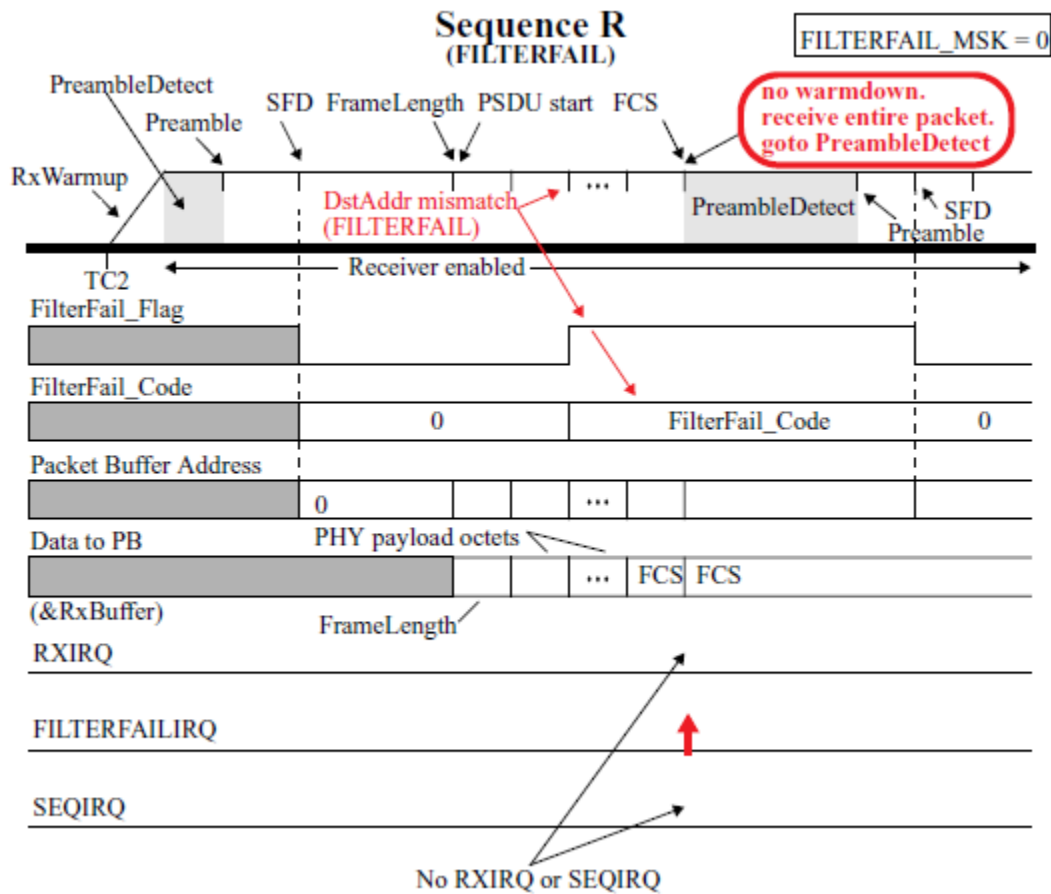 Sequence R
(FILTERFAIL)
FILTERFAIL_MSK = 0
PreambleDetect
Preamble
SFD
FrameLength
PSDU start
FCS
no warmdown.
receive entire packet.
goto PreambleDetect
RxWarmup
...
DstAddr mismatch
(FILTERFAIL)
PreambleDetect
SFD
Preamble
TC2
Receiver enabled
FilterFail_Flag
FilterFail_Code
0
FilterFail_Code
0
Packet Buffer Address
0
...
Data to PB
PHY payload octets
...
FCS
FCS
(&RxBuffer)
FrameLength
RXIRQ
FILTERFAILIRQ
SEQIRQ
No RXIRQ or SEQIRQ